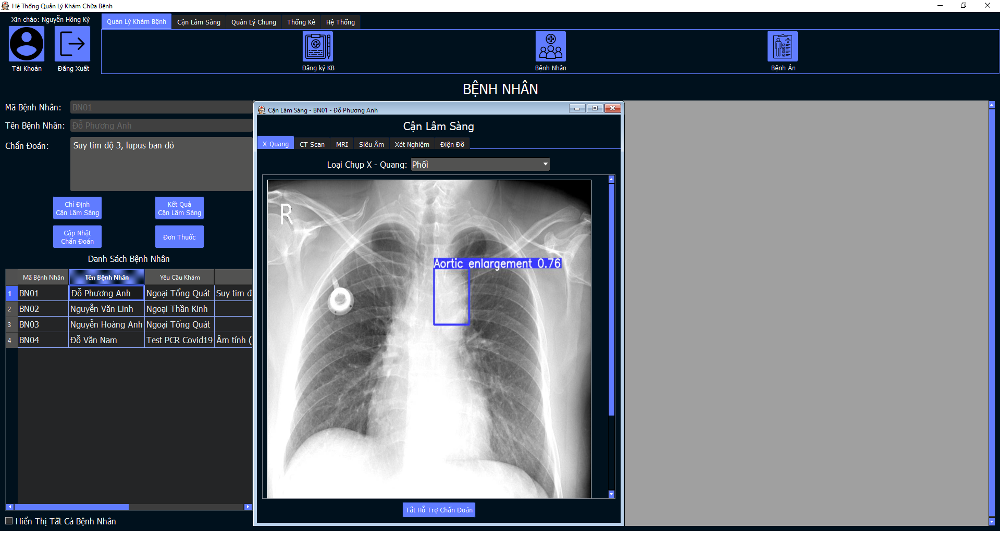 Hệ Thống Quản Lý Khám Chữa Bệnh
Xin chào: Nguyễn Hồng Kỳ
Tài Khoản
Đăng Xuất
Quản Lý Khám Bệnh Cận Lâm Sàng Quản Lý Chung Thống Kê Hệ Thống
Đăng ký KB
Bệnh Nhân
Bệnh Án
BỆNH NHÂN
Mã Bệnh Nhân: BN01
Tên Bệnh Nhân: Đỗ Phương Anh
Chẩn Đoán: Suy tim độ 3, lupus ban đỏ
Chỉ Định
Cận Lâm Sàng
Kết Quả
Cận Lâm Sàng
Cập Nhật
Chẩn Đoán
Đơn Thuốc
Danh Sách Bệnh Nhân
Mã Bệnh Nhân Tên Bệnh Nhân Yêu Cầu Khám
1 BN01 Đỗ Phương Anh Ngoại Tổng Quát Suy tim đ
2 BN02 Nguyễn Văn Linh Ngoại Thần Kinh
3 BN03 Nguyễn Hoàng Anh Ngoại Tổng Quát
4 BN04 Đỗ Văn Nam Test PCR Covid19 Âm tính (
Hiển Thị Tất Cả Bệnh Nhân
Cận Lâm Sàng - BN01 - Đỗ Phương Anh
Cận Lâm Sàng
X-Quang CT Scan MRI Siêu Âm Xét Nghiệm Điện Đồ
Loại Chụp X - Quang: Phổi
R
Aortic enlargement 0.76
Tắt Hỗ Trợ Chẩn Đoán